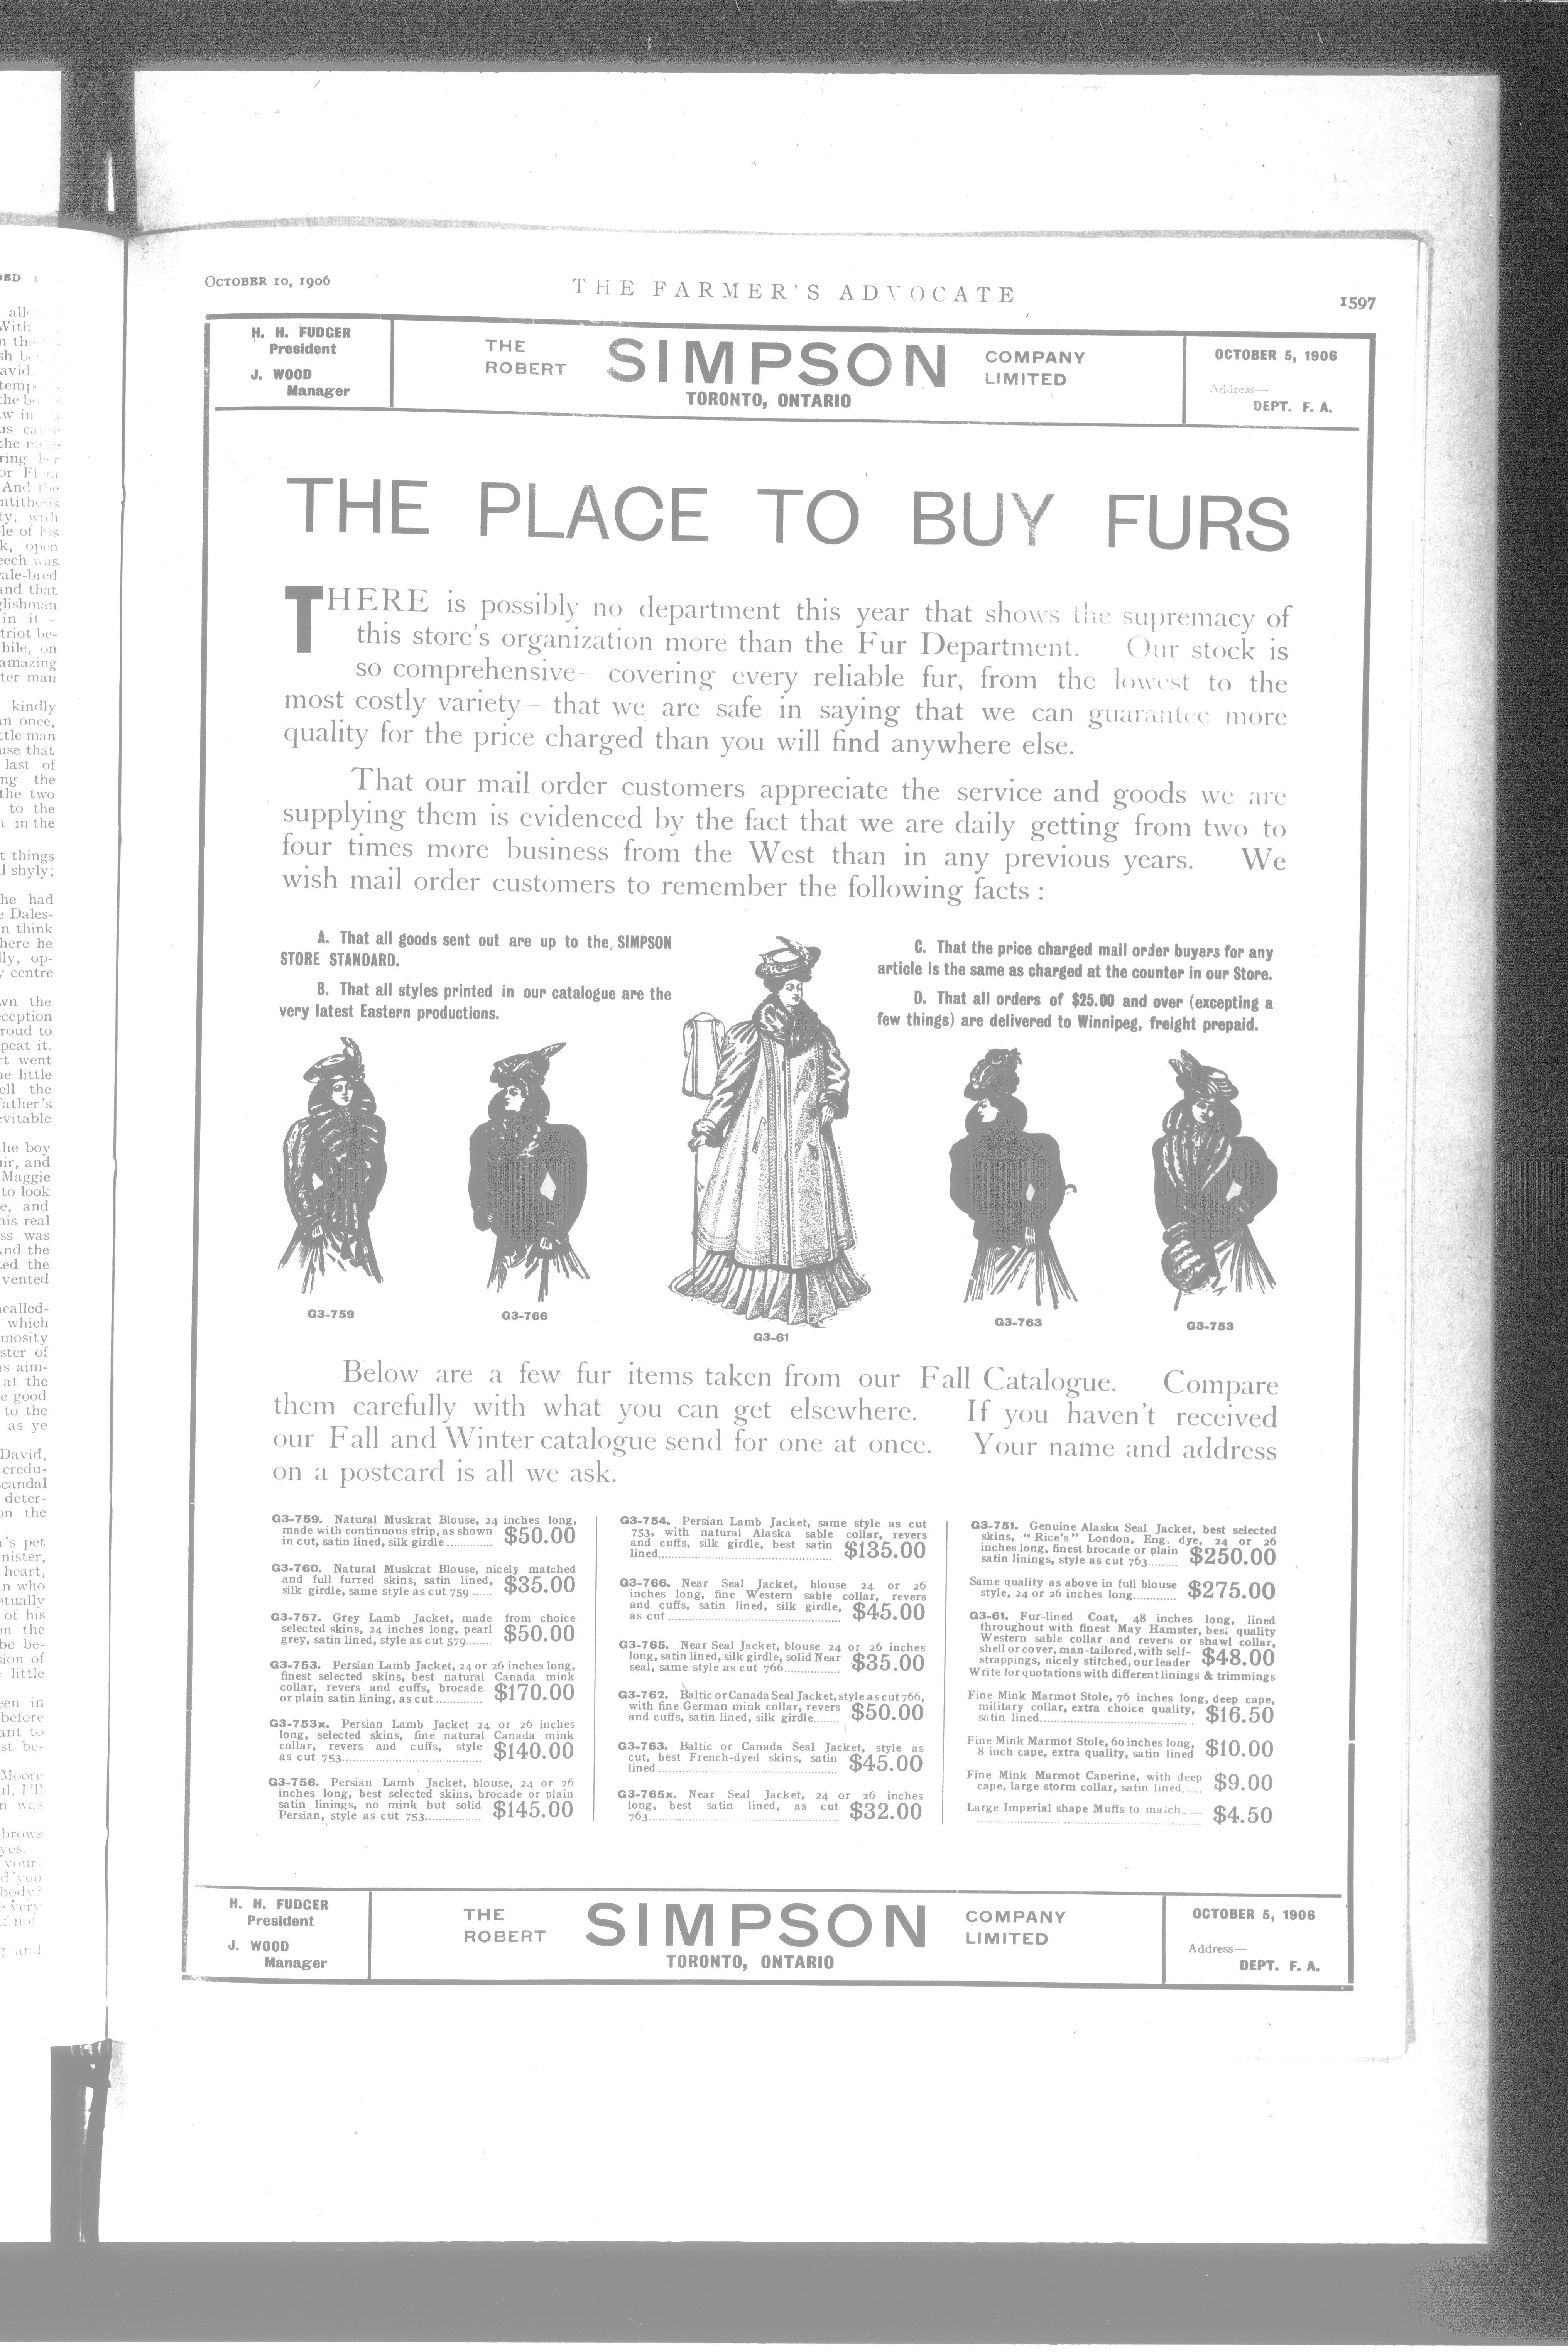 OCTOBER 10, 1906
THE FARMER'S ADVOCATE
1597
H. H. FUDGER
President
J. WOOD
Manager
THE
ROBERT
SIMPSON
COMPANY
LIMITED
TORONTO, ONTARIO
OCTOBER 5, 1906
Address—
DEPT. F. A.
THE PLACE TO BUY FURS
THERE is possibly no department this year that shows the supremacy of
this store's organization more than the Fur Department. Our stock is
so comprehensive—covering every reliable fur, from the lowest to the
most costly variety—that we are safe in saying that we can guarantee more
quality for the price charged than you will find anywhere else.
That our mail order customers appreciate the service and goods we are
supplying them is evidenced by the fact that we are daily getting from two to
four times more business from the West than in any previous years. We
wish mail order customers to remember the following facts :
A. That all goods sent out are up to the SIMPSON
STORE STANDARD.
B. That all styles printed in our catalogue are the
very latest Eastern productions.
C. That the price charged mail order buyers for any
article is the same as charged at the counter in our Store.
D. That all orders of $25.00 and over (excepting a
few things) are delivered to Winnipeg, freight prepaid.
G3-759
G3-766
G3-61
G3-763
G3-753
Below are a few fur items taken from our Fall Catalogue. Compare
them carefully with what you can get elsewhere. If you haven't received
our Fall and Winter catalogue send for one at once. Your name and address
on a postcard is all we ask.
G3-759. Natural Muskrat Blouse, 24 inches long,
made with continuous strip, as shown
in cut, satin lined, silk girdle ............. $50.00
G3-760. Natural Muskrat Blouse, nicely matched
and full furred skins, satin lined,
silk girdle, same style as cut 759 ...... $35.00
G3-757. Grey Lamb Jacket, made from choice
selected skins, 24 inches long, pearl
grey, satin lined, style as cut 579........ $50.00
G3-753. Persian Lamb Jacket, 24 or 26 inches long,
finest selected skins, best natural Canada mink
collar, revers and cuffs, brocade
or plain satin lining, as cut ............. $170.00
G3-753x. Persian Lamb Jacket 24 or 26 inches
long, selected skins, fine natural Canada mink
collar, revers and cuffs, style
as cut 753....................................... $140.00
G3-756. Persian Lamb Jacket, blouse, 24 or 26
inches long, best selected skins, brocade or plain
satin linings, no mink but solid
Persian, style as cut 753................ $145.00
G3-754. Persian Lamb Jacket, same style as cut
753, with natural Alaska sable collar, revers
and cuffs, silk girdle, best satin
lined................................................ $135.00
G3-766. Near Seal Jacket, blouse 24 or 26
inches long, fine Western sable collar, revers
and cuffs, satin lined, silk girdle,
as cut ................................................ $45.00
G3-765. Near Seal Jacket, blouse 24 or 26 inches
long, satin lined, silk girdle, solid Near
seal, same style as cut 766................ $35.00
G3-762. Baltic or Canada Seal Jacket, style as cut 766,
with fine German mink collar, revers
and cuffs, satin lined, silk girdle........ $50.00
G3-763. Baltic or Canada Seal Jacket, style as
cut, best French-dyed skins, satin
lined .................................................. $45.00
G3-765x. Near Seal Jacket, 24 or 26 inches
long, best satin lined, as cut
763..................................................... $32.00
G3-751. Genuine Alaska Seal Jacket, best selected
skins, "Rice's" London, Eng. dye, 24 or 26
inches long, finest brocade or plain
satin linings, style as cut 763......... $250.00
Same quality as above in full blouse
style, 24 or 26 inches long............ $275.00
G3-61. Fur-lined Coat, 48 inches long, lined
throughout with finest May Hamster, best quality
Western sable collar and revers or shawl collar,
shell or cover, man-tailored, with self-
strappings, nicely stitched, our leader $48.00
Write for quotations with different linings & trimmings
Fine Mink Marmot Stole, 76 inches long, deep cape,
military collar, extra choice quality,
satin lined........................................... $16.50
Fine Mink Marmot Stole, 60 inches long,
8 inch cape, extra quality, satin lined $10.00
Fine Mink Marmot Caperine, with deep
cape, large storm collar, satin lined...... $9.00
Large Imperial shape Muffs to match......
............................................................... $4.50
H. H. FUDGER
President
J. WOOD
Manager
THE
ROBERT
SIMPSON
COMPANY
LIMITED
TORONTO, ONTARIO
OCTOBER 5, 1906
Address—
DEPT. F. A.